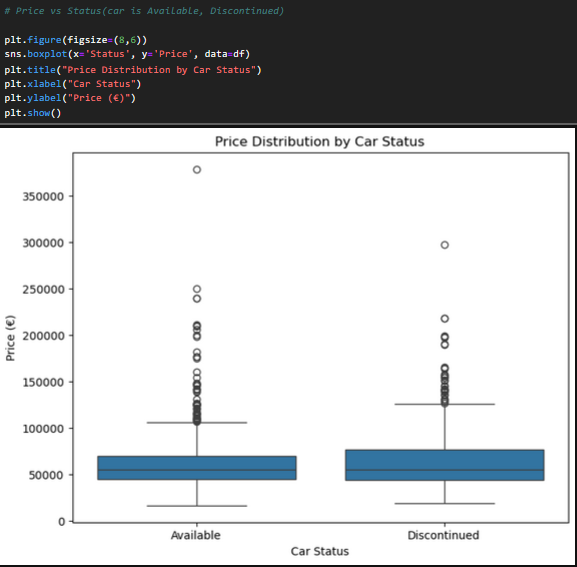 # Price vs Status(car is Available, Discontinued)
plt.figure(figsize=(8,6))
sns.boxplot(x='Status', y='Price', data=df)
plt.title("Price Distribution by Car Status")
plt.xlabel("Car Status")
plt.ylabel("Price (€)")
plt.show()
Price Distribution by Car Status
350000
300000
250000
200000
150000
100000
50000
0
Price (€)
Available
Discontinued
Car Status